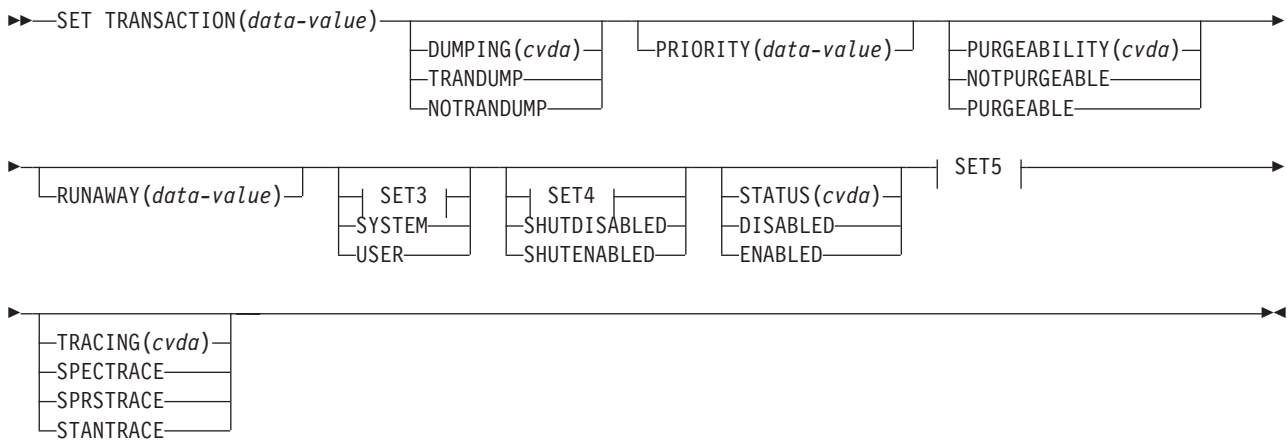 SET TRANSACTION(data-value)
DUMPING(cvda)
TRANDUMP
NOTRANDUMP
PRIORITY(data-value)
PURGEABILITY(cvda)
NOTPURGEABLE
PURGEABLE
RUNAWAY(data-value)
SET3
SYSTEM
USER
SET4
SHUTDISABLED
SHUTENABLED
STATUS(cvda)
DISABLED
ENABLED
SET5
TRACING(cvda)
SPECTRACE
SPRSTRACE
STANTRACE